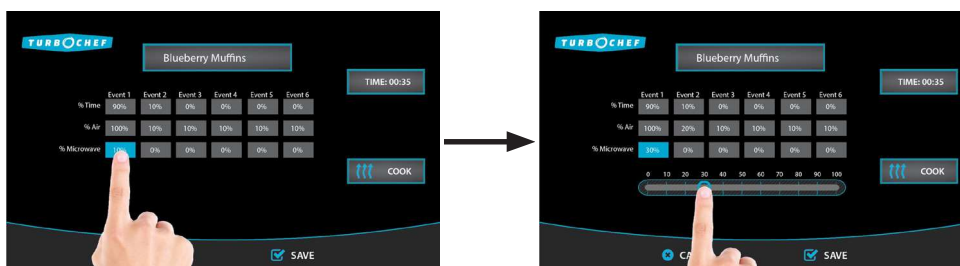 TURBOCHEF
Blueberry Muffins
TIME: 00:35
Event 1 Event 2 Event 3 Event 4 Event 5 Event 6
% Time 90% 10% 0% 0% 0% 0%
% Air 100% 10% 10% 10% 10% 10%
% Microwave 10% 0% 0% 0% 0% 0%
COOK
SAVE
TURBOCHEF
Blueberry Muffins
TIME: 00:35
Event 1 Event 2 Event 3 Event 4 Event 5 Event 6
% Time 90% 10% 0% 0% 0% 0%
% Air 100% 20% 10% 10% 10% 10%
% Microwave 30% 0% 0% 0% 0% 0%
0 10 20 30 40 50 60 70 80 90 100
COOK
SAVE